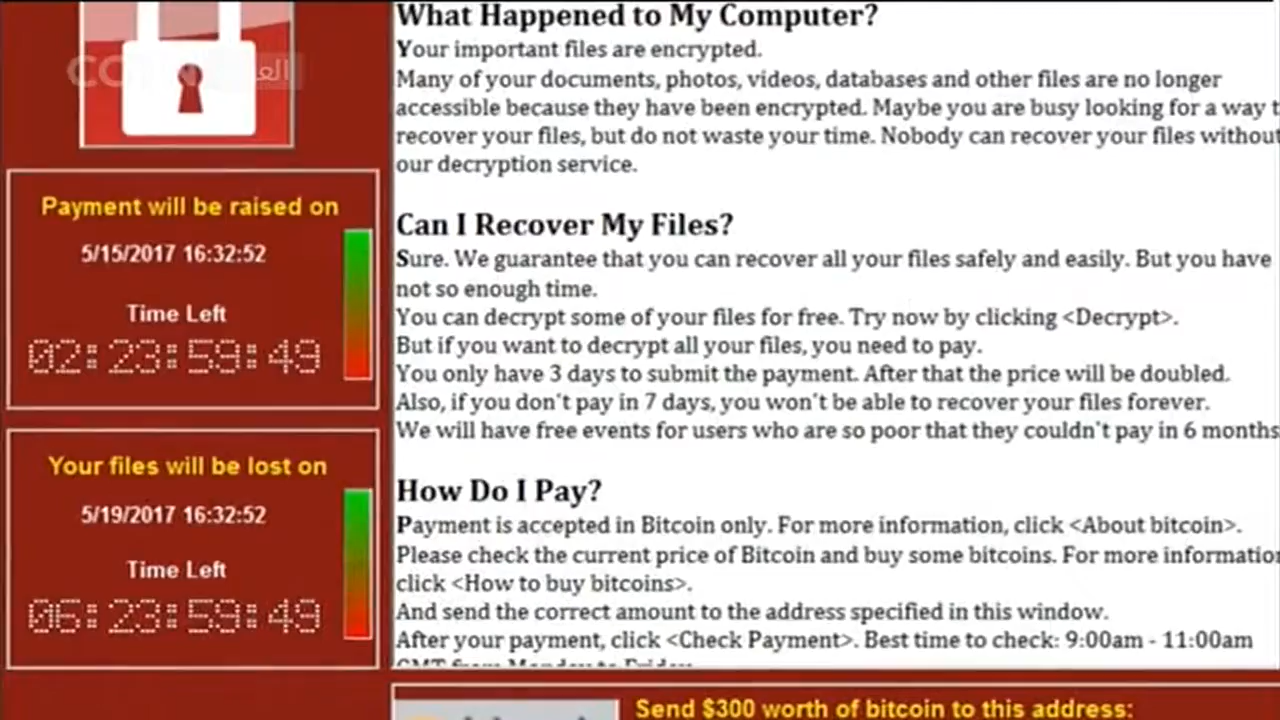 What Happened to My Computer?
Your important files are encrypted.
Many of your documents, photos, videos, databases and other files are no longer
accessible because they have been encrypted. Maybe you are busy looking for a way t
recover your files, but do not waste your time. Nobody can recover your files without
our decryption service.
Can I Recover My Files?
Sure. We guarantee that you can recover all your files safely and easily. But you have
not so enough time.
You can decrypt some of your files for free. Try now by clicking <Decrypt>.
But if you want to decrypt all your files, you need to pay.
You only have 3 days to submit the payment. After that the price will be doubled.
Also, if you don't pay in 7 days, you won't be able to recover your files forever.
We will have free events for users who are so poor that they couldn't pay in 6 months
How Do I Pay?
Payment is accepted in Bitcoin only. For more information, click <About bitcoin>.
Please check the current price of Bitcoin and buy some bitcoins. For more information
click <How to buy bitcoins>.
And send the correct amount to the address specified in this window.
After your payment, click <Check Payment>. Best time to check: 9:00am - 11:00am
GMT from Monday to Friday
Payment will be raised on
5/15/2017 16:32:52
Time Left
02:23:59:49
Your files will be lost on
5/19/2017 16:32:52
Time Left
06:23:59:49
Send $300 worth of bitcoin to this address: